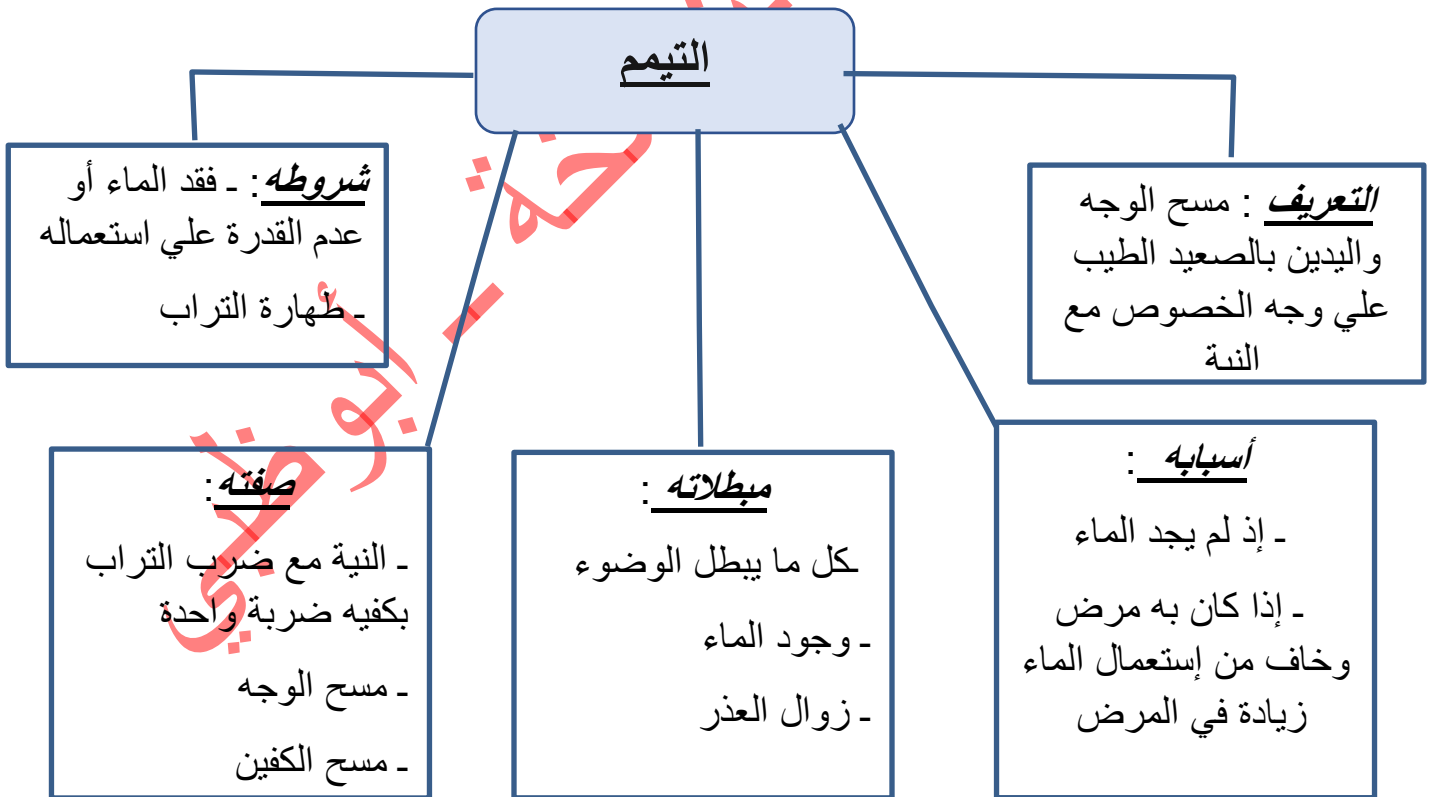 التيمم
التعريف : مسح الوجه
واليدين بالصعيد الطيب
علي وجه الخصوص مع
النية
شروطه: ـ فقد الماء أو
عدم القدرة علي استعماله
ـ طهارة التراب
أسبابه :
ـ إذ لم يجد الماء
ـ إذا كان به مرض
وخاف من إستعمال الماء
زيادة في المرض
مبطلاته :
ـكل ما يبطل الوضوء
ـ وجود الماء
ـ زوال العذر
صفته:
ـ النية مع ضرب التراب
بكفيه ضربة واحدة
ـ مسح الوجه
ـ مسح الكفين
ـ أبو ظبي